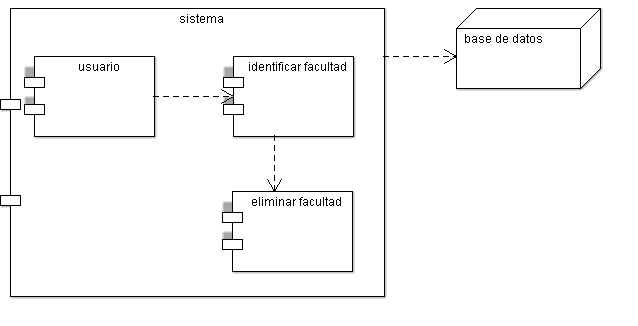 sistema
base de datos
usuario
identificar facultad
eliminar facultad